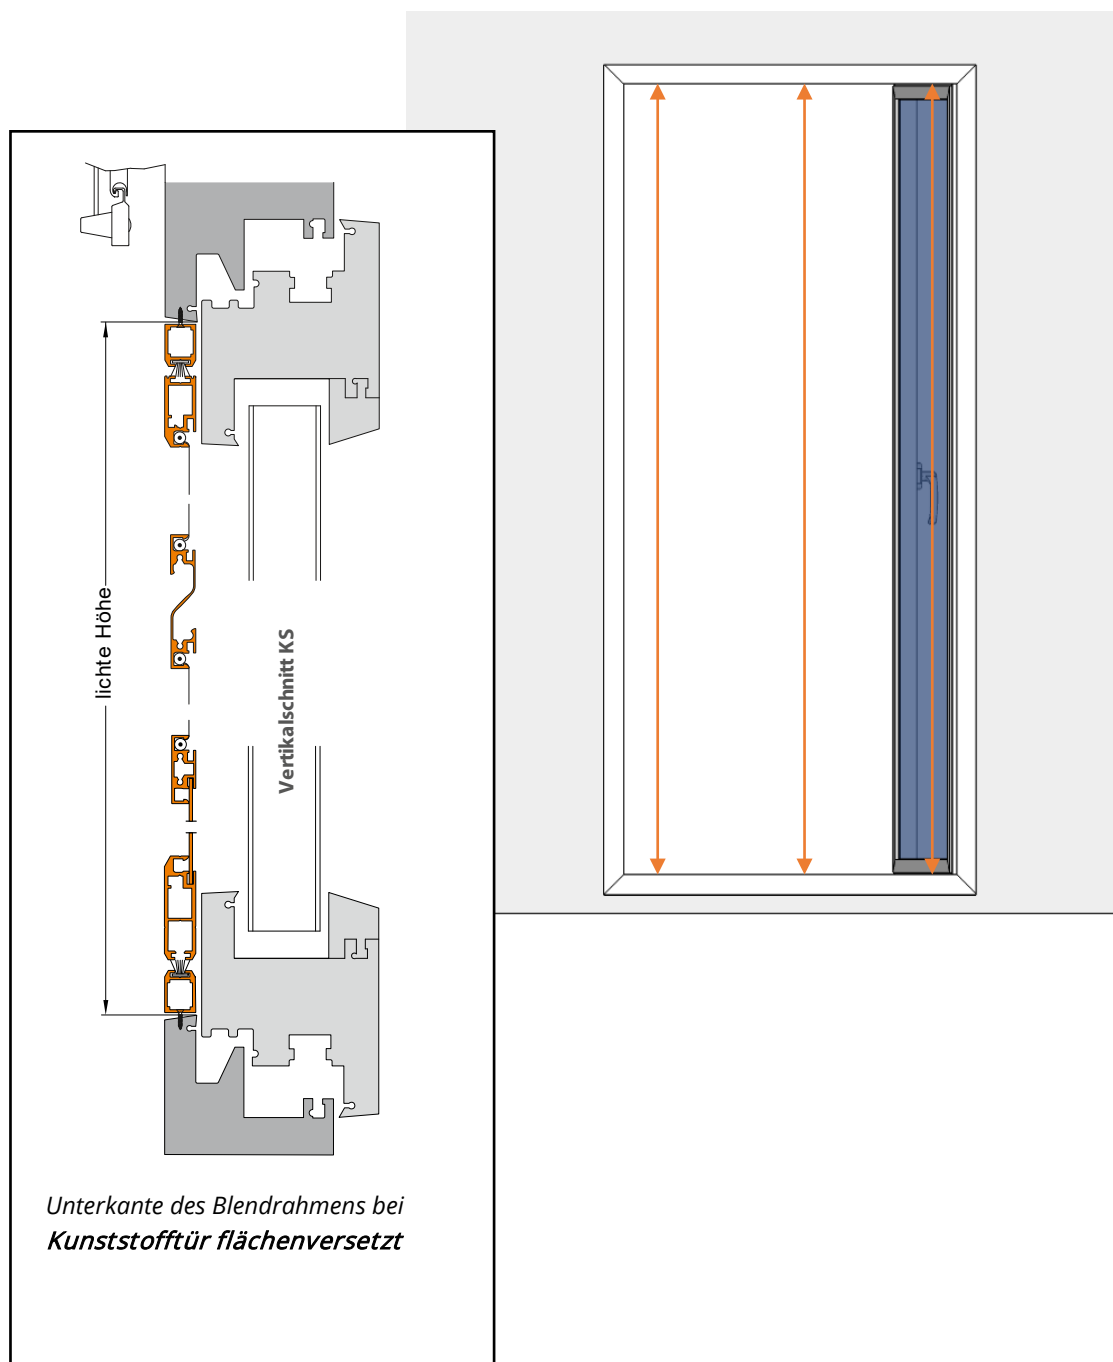 lichte Höhe
Vertikalschnitt KS
Unterkante des Blendrahmens bei
Kunststofftür flächenversetzt